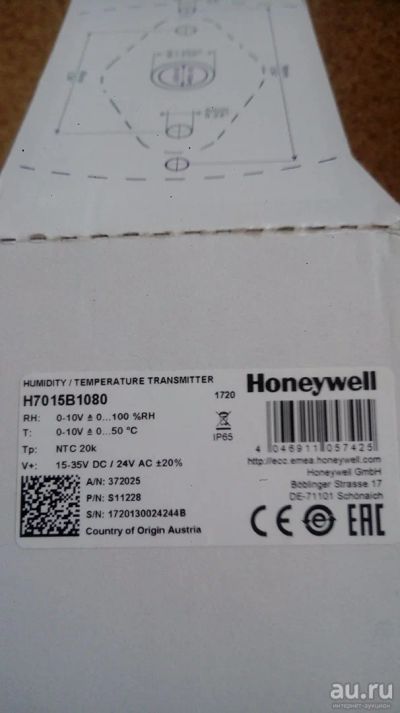 HUMIDITY / TEMPERATURE TRANSMITTER
H7015B1080
1720
Honeywell
RH: 0-10V ≙ 0...100 %RH
T: 0-10V ≙ 0...50 °C
IP65
Tp: NTC 20k
V+: 15-35V DC / 24V AC ±20%
4 046911 057425
http://ecc.emea.honeywell.com
Honeywell GmbH
Böblinger Strasse 17
DE-71101 Schönaich
A/N: 372025
P/N: S11228
S/N: 1720130024244B
Country of Origin Austria
CE
EAC
au.ru
интернет-аукцион